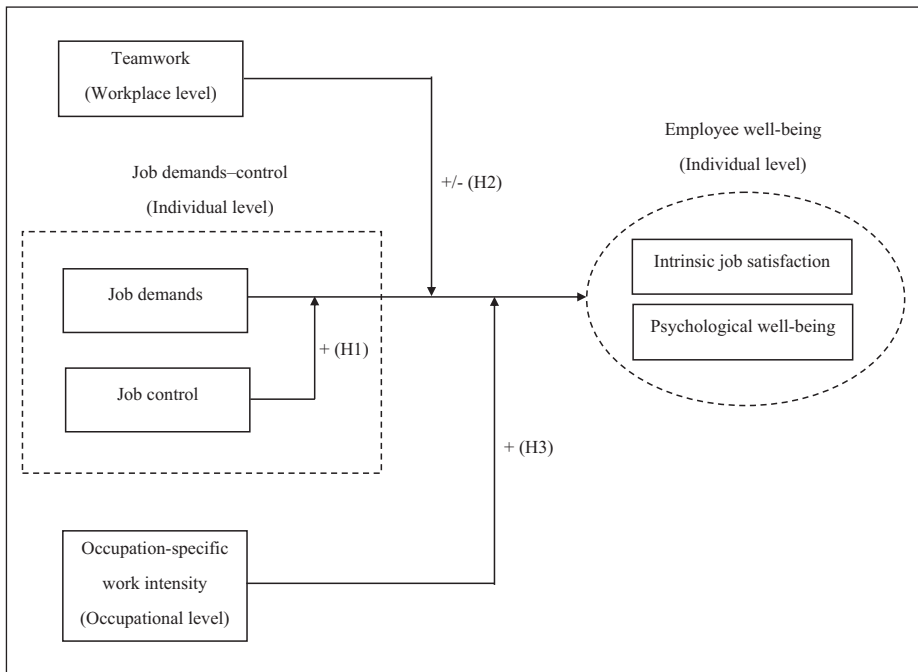 Teamwork
(Workplace level)
Employee well-being
(Individual level)
Job demands–control
(Individual level)
+/- (H2)
Intrinsic job satisfaction
Job demands
Psychological well-being
+ (H1)
Job control
+ (H3)
Occupation-specific
work intensity
(Occupational level)